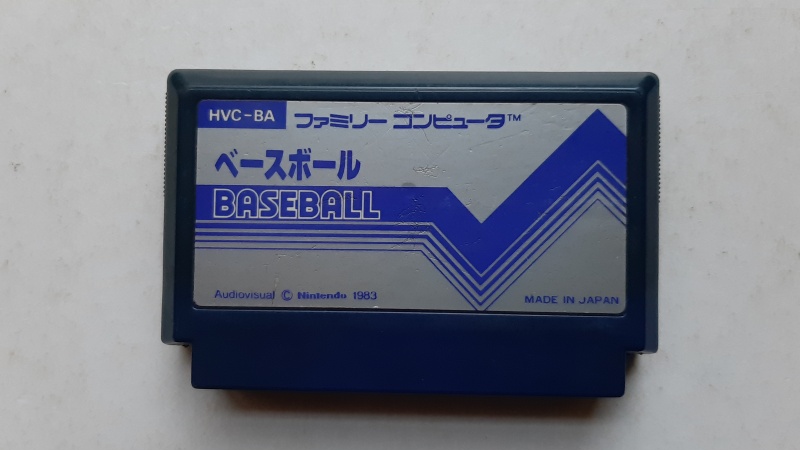 HVC-BA ファミリー コンピュータ™
ベースボール
BASEBALL
Audiovisual © Nintendo 1983 MADE IN JAPAN